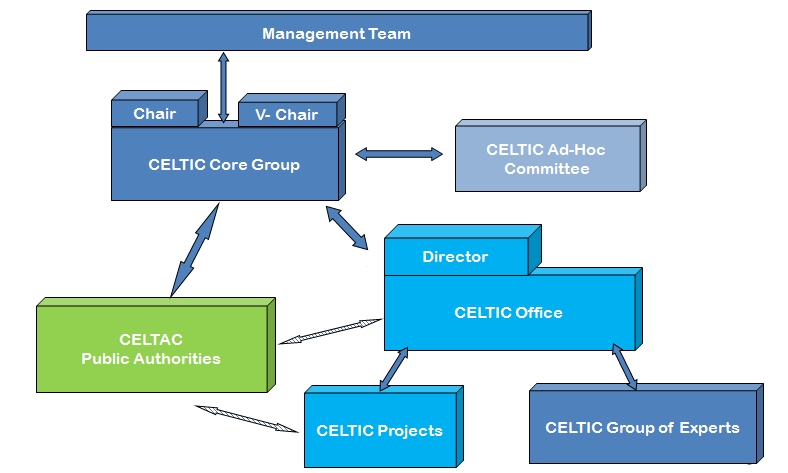 Management Team
Chair
V- Chair
CELTIC Core Group
CELTIC Ad-Hoc
Committee
Director
CELTIC Office
CELTAC
Public Authorities
CELTIC Projects
CELTIC Group of Experts